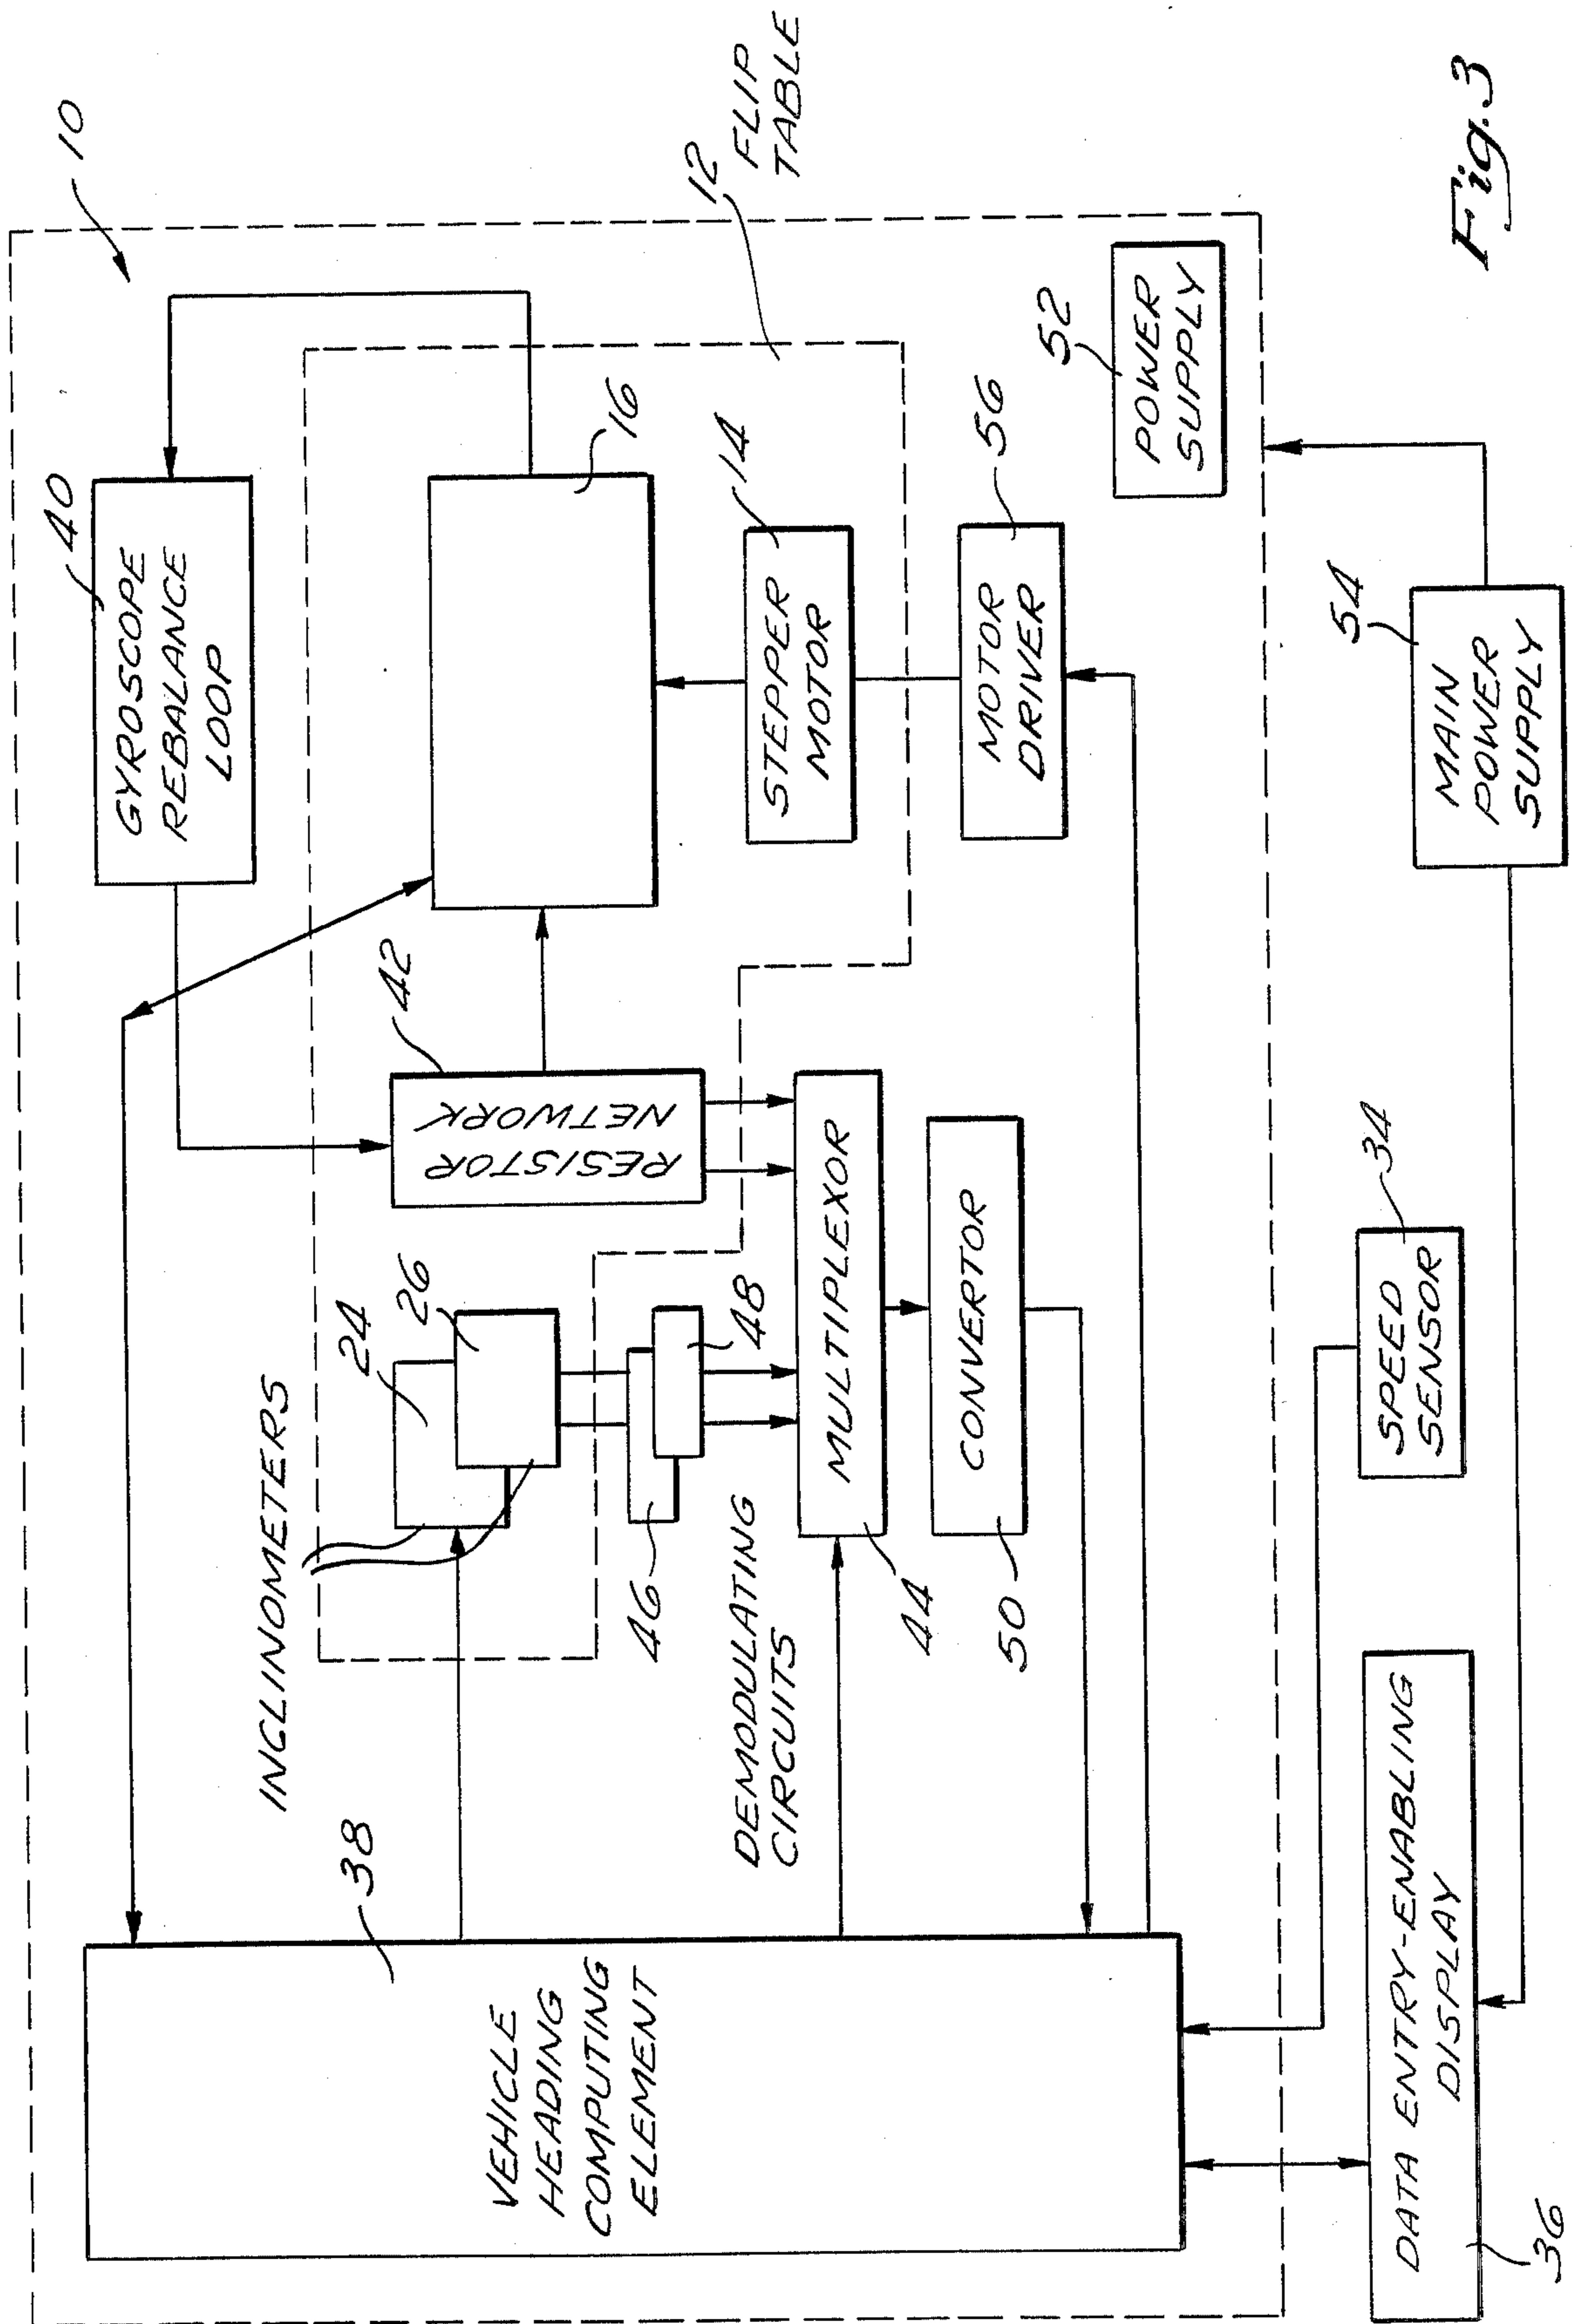 10
40
GYROSCOPE
REBALANCE
LOOP
INCLINOMETERS
24
26
42
RESISTOR
NETWORK
16
12
FLIP
TABLE
38
VEHICLE
HEADING
COMPUTING
ELEMENT
46
48
STEPPER
MOTOR
14
DEMODULATING
CIRCUITS
MULTIPLEXOR
44
CONVERTOR
50
MOTOR
DRIVER
56
52
POWER
SUPPLY
SPEED
SENSOR
34
54
MAIN
POWER
SUPPLY
DATA ENTRY-ENABLING
DISPLAY
36
Fig.3